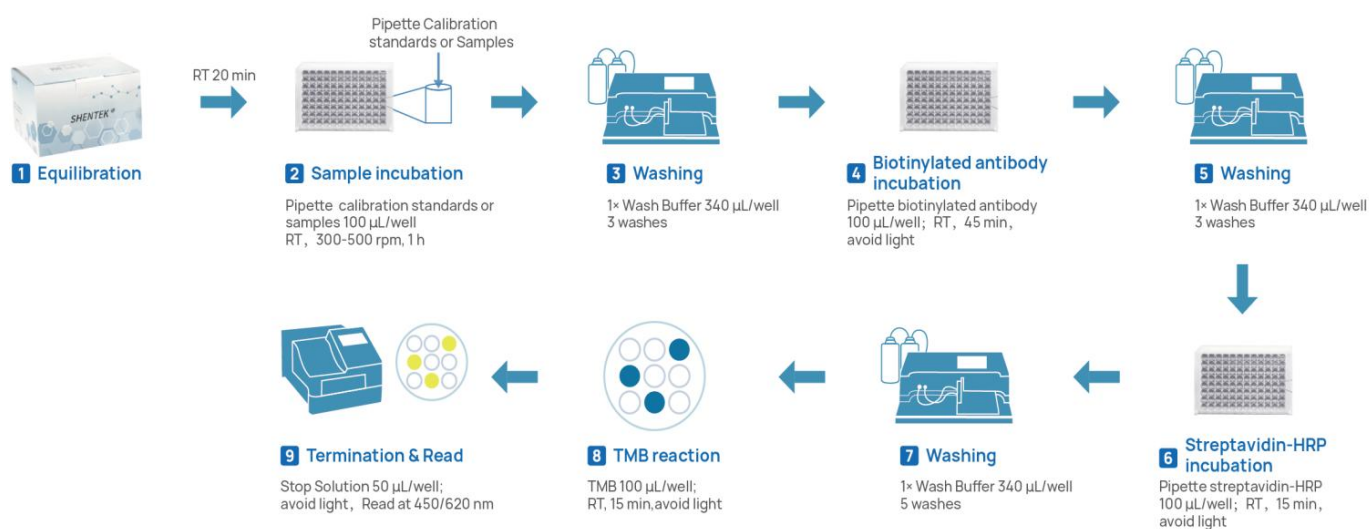 Pipette Calibration
standards or Samples
RT 20 min
SHENTEK®
1 Equilibration
2 Sample incubation
Pipette calibration standards or
samples 100 μL/well
RT, 300-500 rpm, 1 h
3 Washing
1× Wash Buffer 340 μL/well
3 washes
4 Biotinylated antibody
incubation
Pipette biotinylated antibody
100 μL/well; RT, 45 min,
avoid light
5 Washing
1× Wash Buffer 340 μL/well
3 washes
6 Streptavidin-HRP
incubation
Pipette streptavidin-HRP
100 μL/well; RT, 15 min,
avoid light
7 Washing
1× Wash Buffer 340 μL/well
5 washes
8 TMB reaction
TMB 100 μL/well;
RT, 15 min,avoid light
9 Termination & Read
Stop Solution 50 μL/well;
avoid light, Read at 450/620 nm